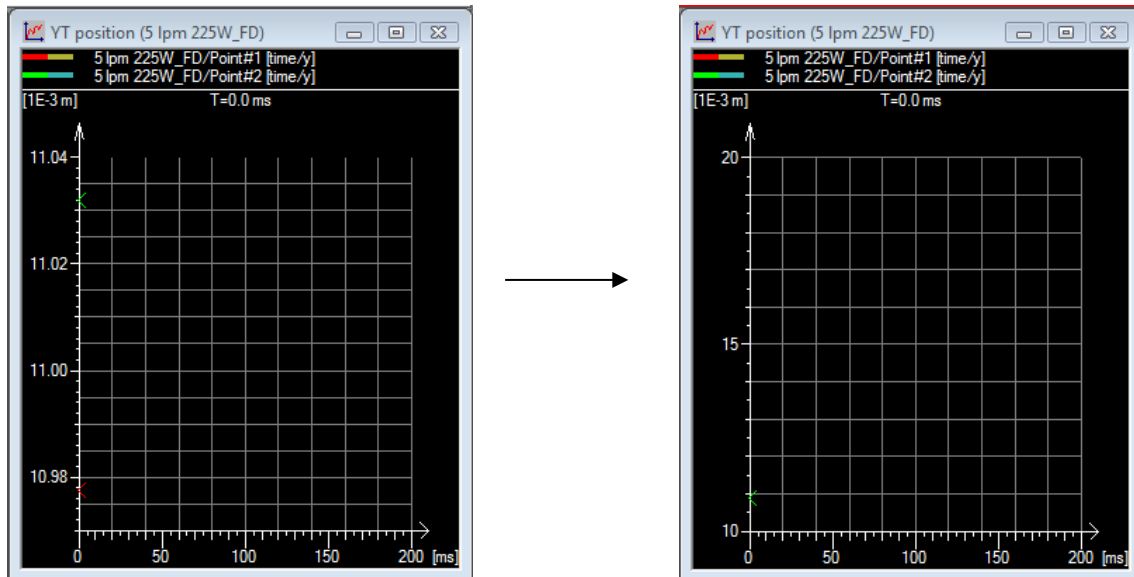 YT position (5 lpm 225W_FD)
5 lpm 225W_FD/Point#1 [time/y]
5 lpm 225W_FD/Point#2 [time/y]
[1E-3 m] T=0.0 ms
11.04
11.02
11.00
10.98
0 50 100 150 200 [ms]
YT position (5 lpm 225W_FD)
5 lpm 225W_FD/Point#1 [time/y]
5 lpm 225W_FD/Point#2 [time/y]
[1E-3 m] T=0.0 ms
20
15
10
0 50 100 150 200 [ms]